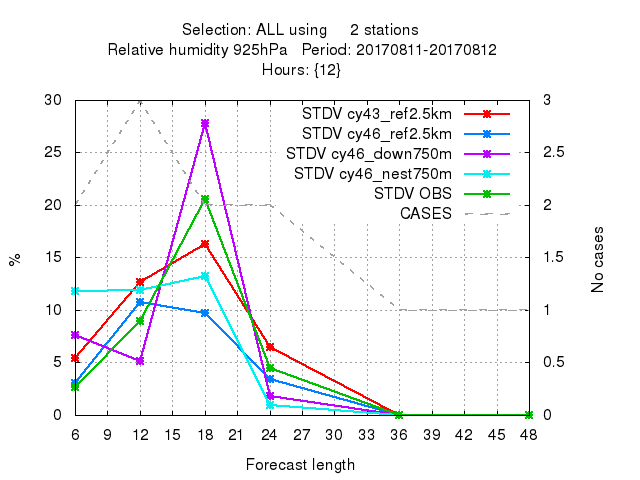 Selection: ALL using 2 stations
Relative humidity 925hPa Period: 20170811-20170812
Hours: {12}
30 3
25 2.5
20 2
15 1.5
10 1
5 0.5
0 0
STDV cy43_ref2.5km
STDV cy46_ref2.5km
STDV cy46_down750m
STDV cy46_nest750m
STDV OBS
CASES
%
No cases
6 9 12 15 18 21 24 27 30 33 36 39 42 45 48
Forecast length